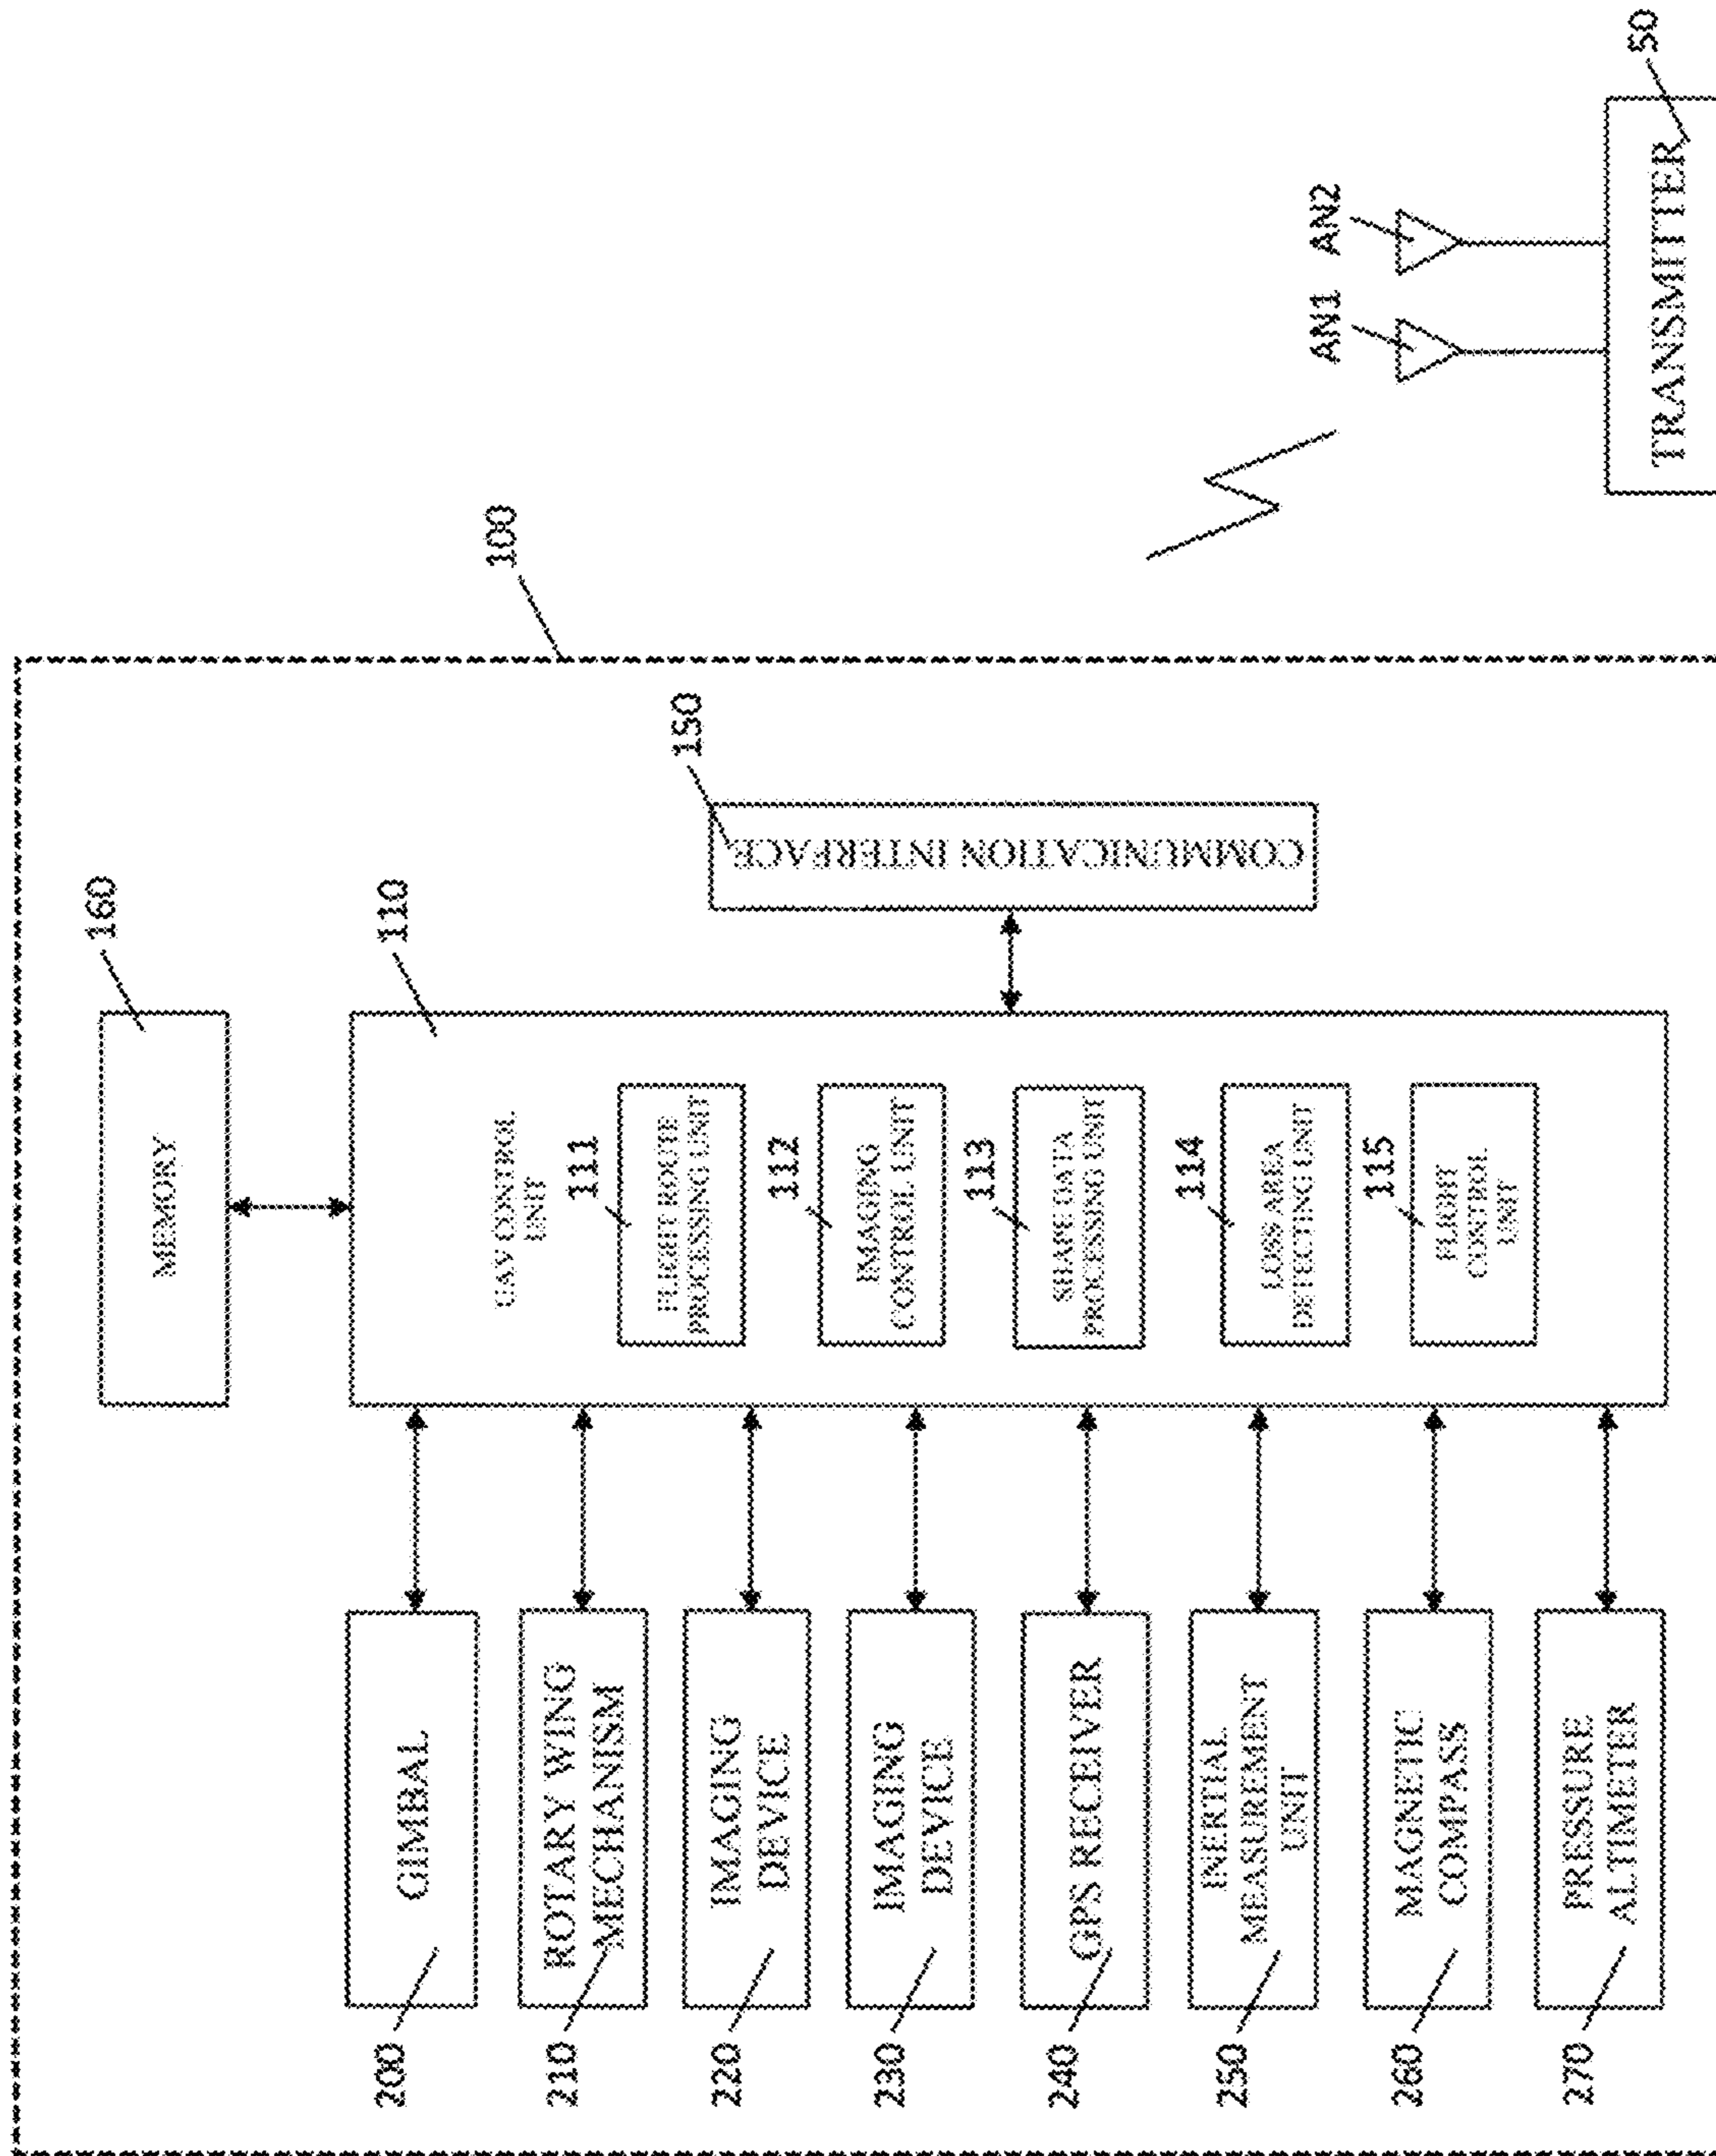 100
160
MEMORY
110
UAV CONTROL
UNIT
111
FLIGHT ROUTE
PROCESSING UNIT
112
IMAGING
CONTROL UNIT
113
SHAPE DATA
PROCESSING UNIT
114
LOSS AREA
DETECTING UNIT
115
FLIGHT
CONTROL
UNIT
150
COMMUNICATION INTERFACE
200
GIMBAL
210
ROTARY WING
MECHANISM
220
IMAGING
DEVICE
230
IMAGING
DEVICE
240
GPS RECEIVER
250
INERTIAL
MEASUREMENT
UNIT
260
MAGNETIC
COMPASS
270
PRESSURE
ALTIMETER
AN1
AN2
TRANSMITTER
50